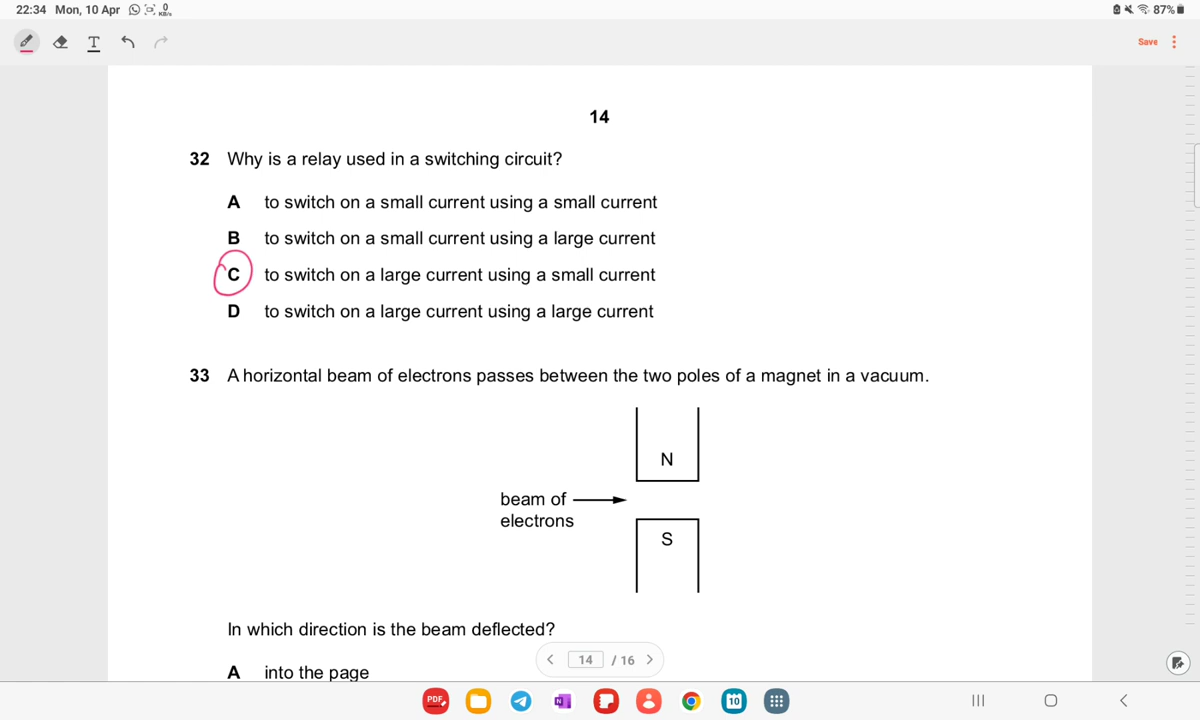 22:34 Mon, 10 Apr
0
KB/s
87%
T
Save
14
32 Why is a relay used in a switching circuit?
A to switch on a small current using a small current
B to switch on a small current using a large current
C to switch on a large current using a small current
D to switch on a large current using a large current
33 A horizontal beam of electrons passes between the two poles of a magnet in a vacuum.
N
beam of
electrons
S
In which direction is the beam deflected?
A into the page
14 / 16
PDF
N
10